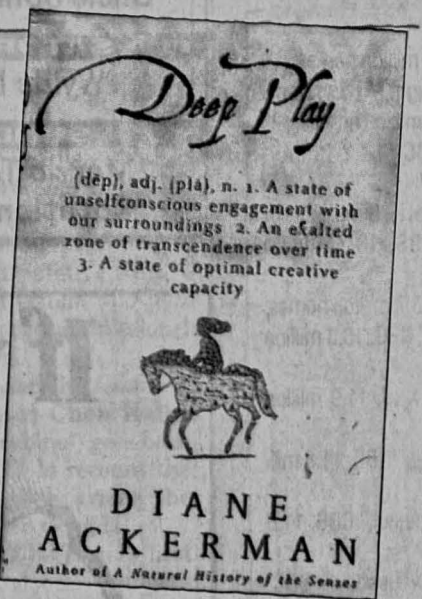 Deep Play
(dēp), adj. (plā), n. 1. A state of
unselfconscious engagement with
our surroundings 2. An exalted
zone of transcendence over time
3. A state of optimal creative
capacity
DIANE
ACKERMAN
Author of A Natural History of the Senses